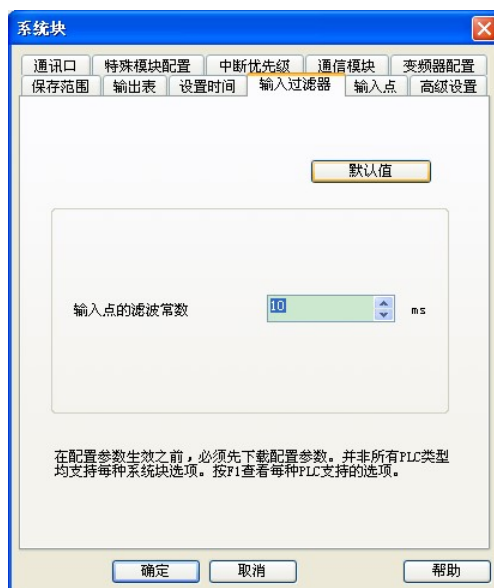 系统块
通讯口 特殊模块配置 中断优先级 通信模块 变频器配置
保存范围 输出表 设置时间 输入过滤器 输入点 高级设置
默认值
输入点的滤波常数 10 ms
在配置参数生效之前，必须先下载配置参数。并非所有PLC类型
均支持每种系统块选项。按F1查看每种PLC支持的选项。
确定 取消 帮助